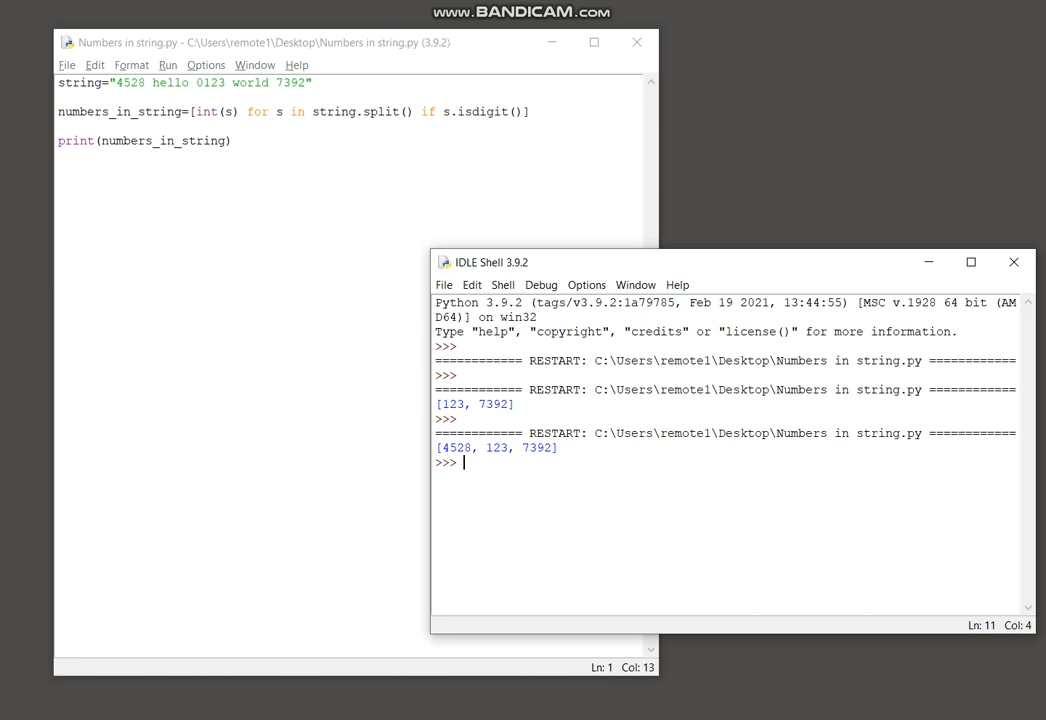 www.BANDICAM.com
Numbers in string.py - C:\Users\remote1\Desktop\Numbers in string.py (3.9.2)
File Edit Format Run Options Window Help
string="4528 hello 0123 world 7392"
numbers_in_string=[int(s) for s in string.split() if s.isdigit()]
print(numbers_in_string)
IDLE Shell 3.9.2
File Edit Shell Debug Options Window Help
Python 3.9.2 (tags/v3.9.2:1a79785, Feb 19 2021, 13:44:55) [MSC v.1928 64 bit (AM
D64)] on win32
Type "help", "copyright", "credits" or "license()" for more information.
>>>
============ RESTART: C:\Users\remote1\Desktop\Numbers in string.py ============
>>>
============ RESTART: C:\Users\remote1\Desktop\Numbers in string.py ============
[123, 7392]
>>>
============ RESTART: C:\Users\remote1\Desktop\Numbers in string.py ============
[4528, 123, 7392]
>>>
Ln: 11 Col: 4
Ln: 1 Col: 13